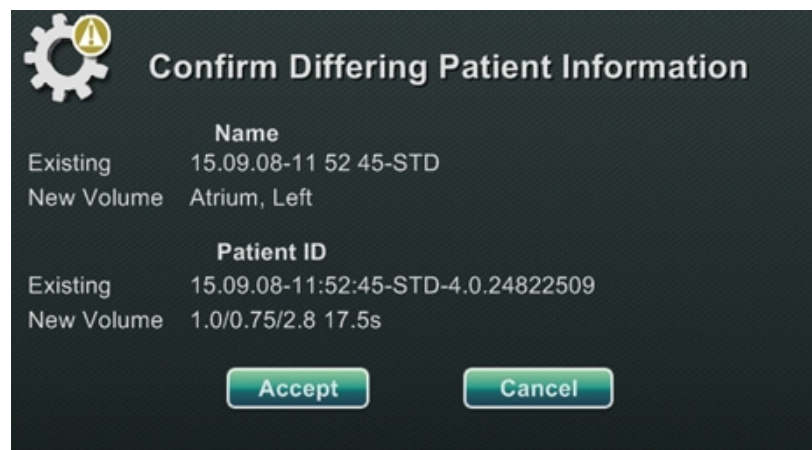 Confirm Differing Patient Information
Name
Existing 15.09.08-11 52 45-STD
New Volume Atrium, Left
Patient ID
Existing 15.09.08-11:52:45-STD-4.0.24822509
New Volume 1.0/0.75/2.8 17.5s
Accept Cancel